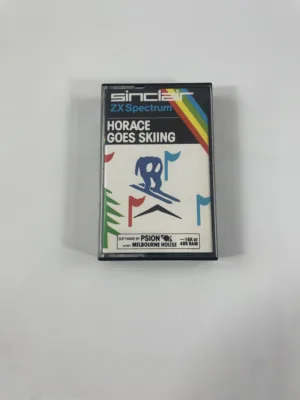 sinclair
ZX Spectrum
HORACE
GOES SKIING
SOFTWARE BY PSION
MELBOURNE HOUSE
16K or
48K RAM